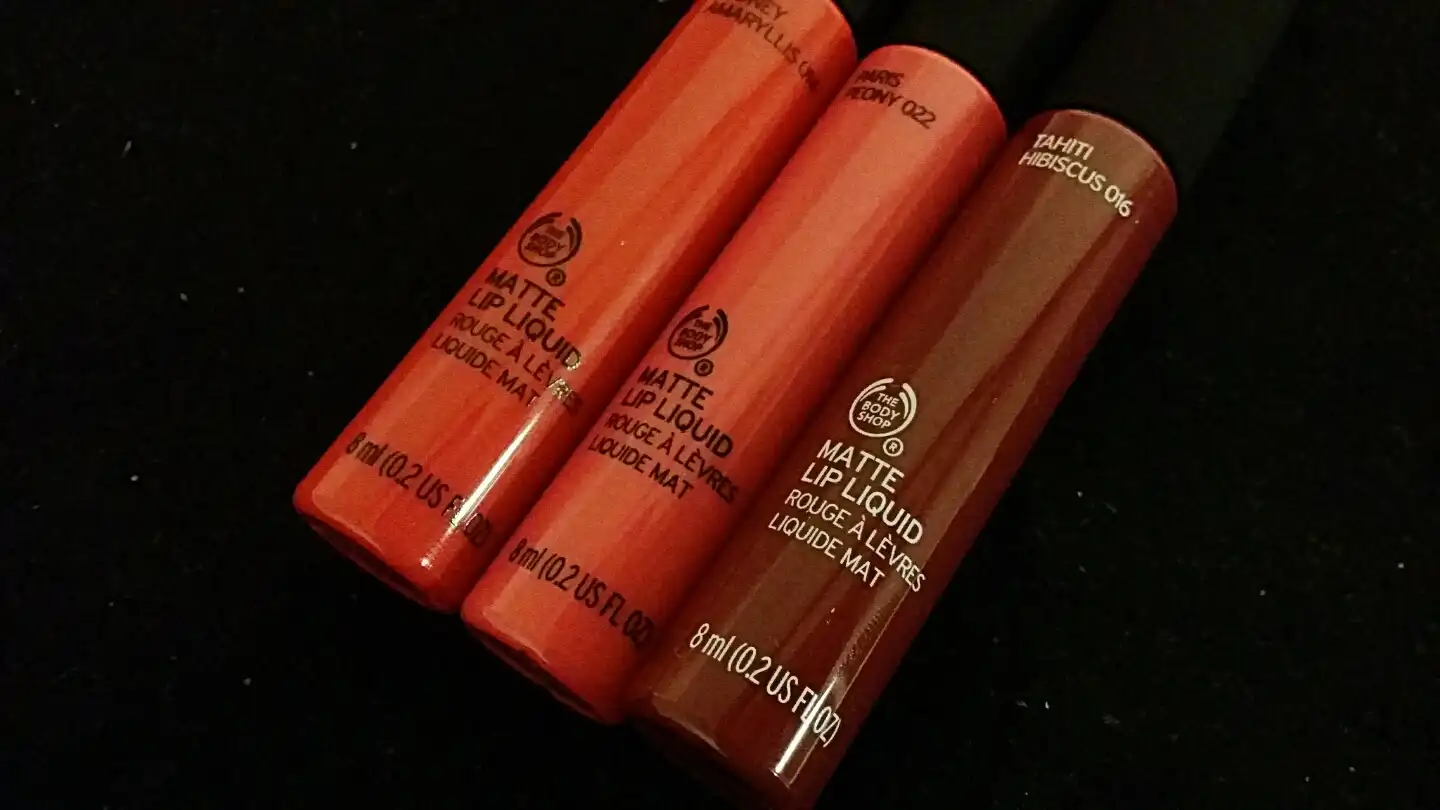 AMARYLLIS
THE
BODY
SHOP
®
MATTE
LIP LIQUID
ROUGE À LÈVRES
LIQUIDE MAT
8 ml (0.2 US FL OZ)
PARIS
PEONY 022
THE
BODY
SHOP
®
MATTE
LIP LIQUID
ROUGE À LÈVRES
LIQUIDE MAT
8 ml (0.2 US FL OZ)
TAHITI
HIBISCUS 016
THE
BODY
SHOP
®
MATTE
LIP LIQUID
ROUGE À LÈVRES
LIQUIDE MAT
8 ml (0.2 US FL OZ)